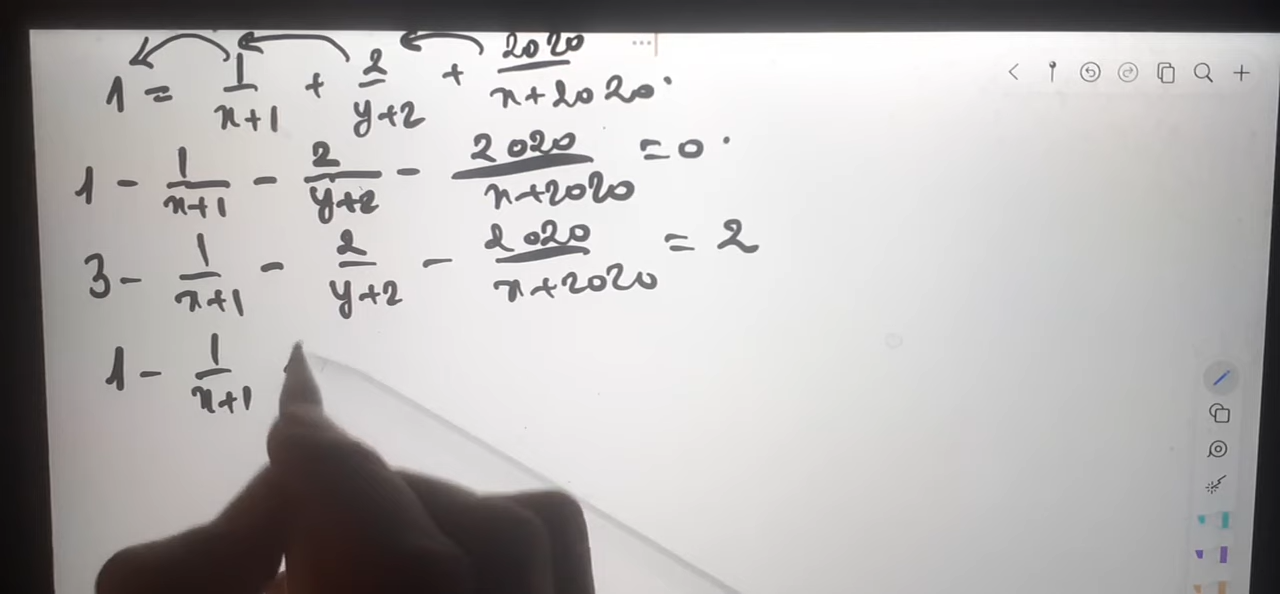 1 = 1/(x+1) + 2/(y+2) + 2020/(x+2020)
1 - 1/(x+1) - 2/(y+2) - 2020/(x+2020) = 0
3 - 1/(x+1) - 2/(y+2) - 2020/(x+2020) = 2
1 - 1/(x+1)